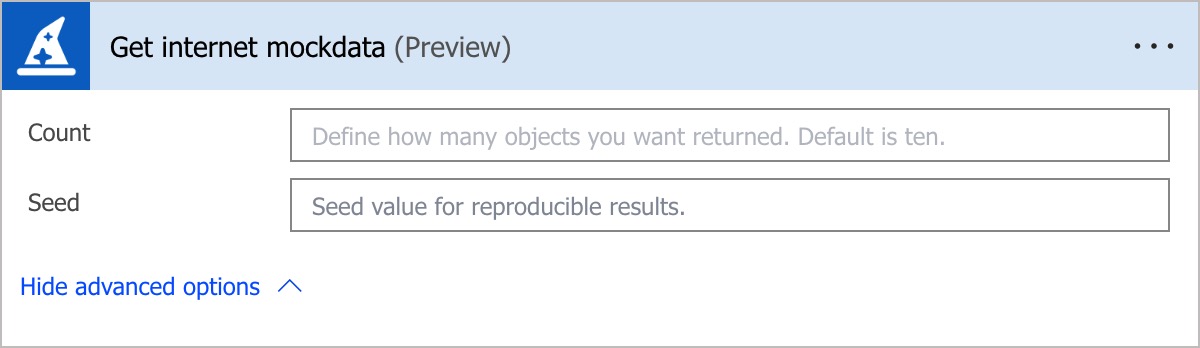 Get internet mockdata (Preview)
Count
Define how many objects you want returned. Default is ten.
Seed
Seed value for reproducible results.
Hide advanced options